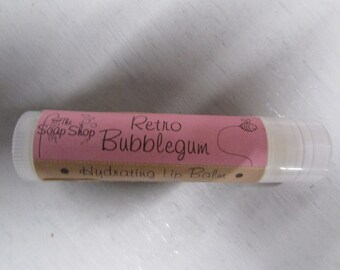 The
Soap Shop
Retro
Bubblegum
Hydrating Lip Balm